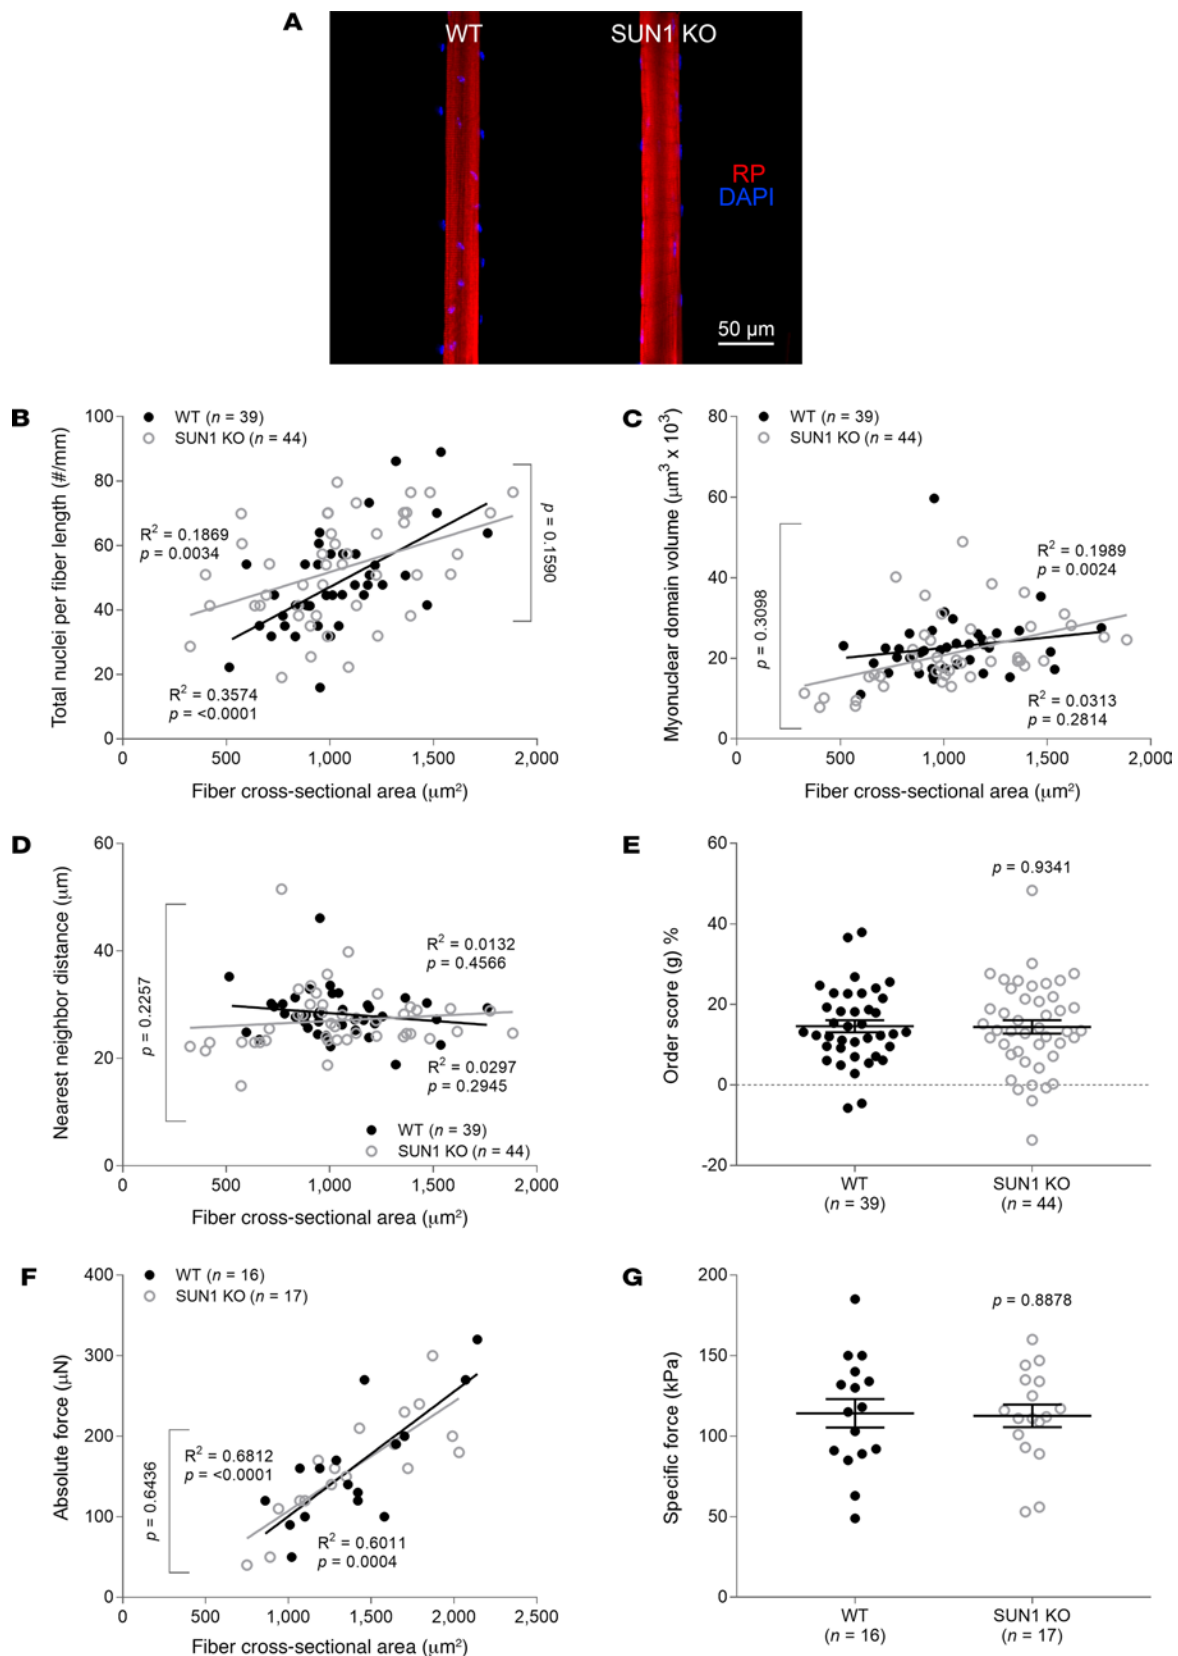 A
WT
SUN1 KO
RP
DAPI
50 μm
B
WT (n = 39)
SUN1 KO (n = 44)
Total nuclei per fiber length (#/mm)
100
80
60
40
20
0
R² = 0.1869
p = 0.0034
R² = 0.3574
p = <0.0001
p = 0.1590
0
500
1,000
1,500
2,000
Fiber cross-sectional area (μm²)
C
WT (n = 39)
SUN1 KO (n = 44)
Myonuclear domain volume (μm³ x 10³)
80
60
40
20
0
p = 0.3098
R² = 0.1989
p = 0.0024
R² = 0.0313
p = 0.2814
0
500
1,000
1,500
2,000
Fiber cross-sectional area (μm²)
D
Nearest neighbor distance (μm)
60
40
20
0
p = 0.2257
R² = 0.0132
p = 0.4566
R² = 0.0297
p = 0.2945
WT (n = 39)
SUN1 KO (n = 44)
0
500
1,000
1,500
2,000
Fiber cross-sectional area (μm²)
E
Order score (g) %
60
40
20
0
-20
p = 0.9341
WT
(n = 39)
SUN1 KO
(n = 44)
F
WT (n = 16)
SUN1 KO (n = 17)
Absolute force (μN)
400
300
200
100
0
p = 0.6436
R² = 0.6812
p = <0.0001
R² = 0.6011
p = 0.0004
0
500
1,000
1,500
2,000
2,500
Fiber cross-sectional area (μm²)
G
Specific force (kPa)
200
150
100
50
0
p = 0.8878
WT
(n = 16)
SUN1 KO
(n = 17)